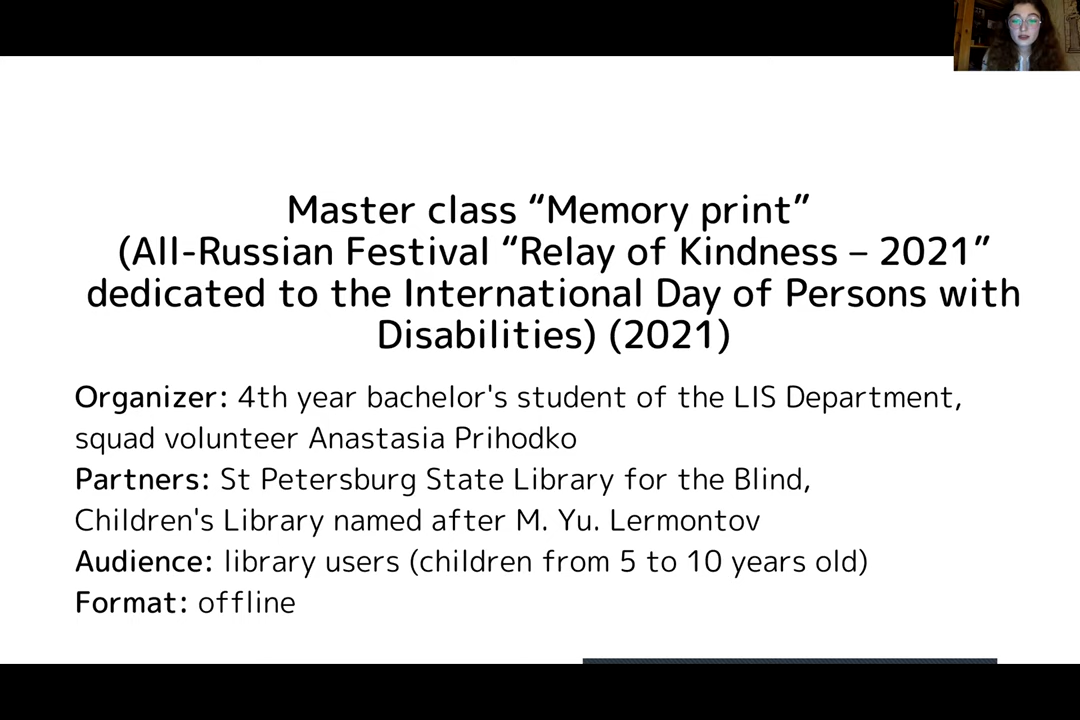 Master class “Memory print”
(All-Russian Festival “Relay of Kindness – 2021”
dedicated to the International Day of Persons with
Disabilities) (2021)
Organizer: 4th year bachelor's student of the LIS Department,
squad volunteer Anastasia Prihodko
Partners: St Petersburg State Library for the Blind,
Children's Library named after M. Yu. Lermontov
Audience: library users (children from 5 to 10 years old)
Format: offline